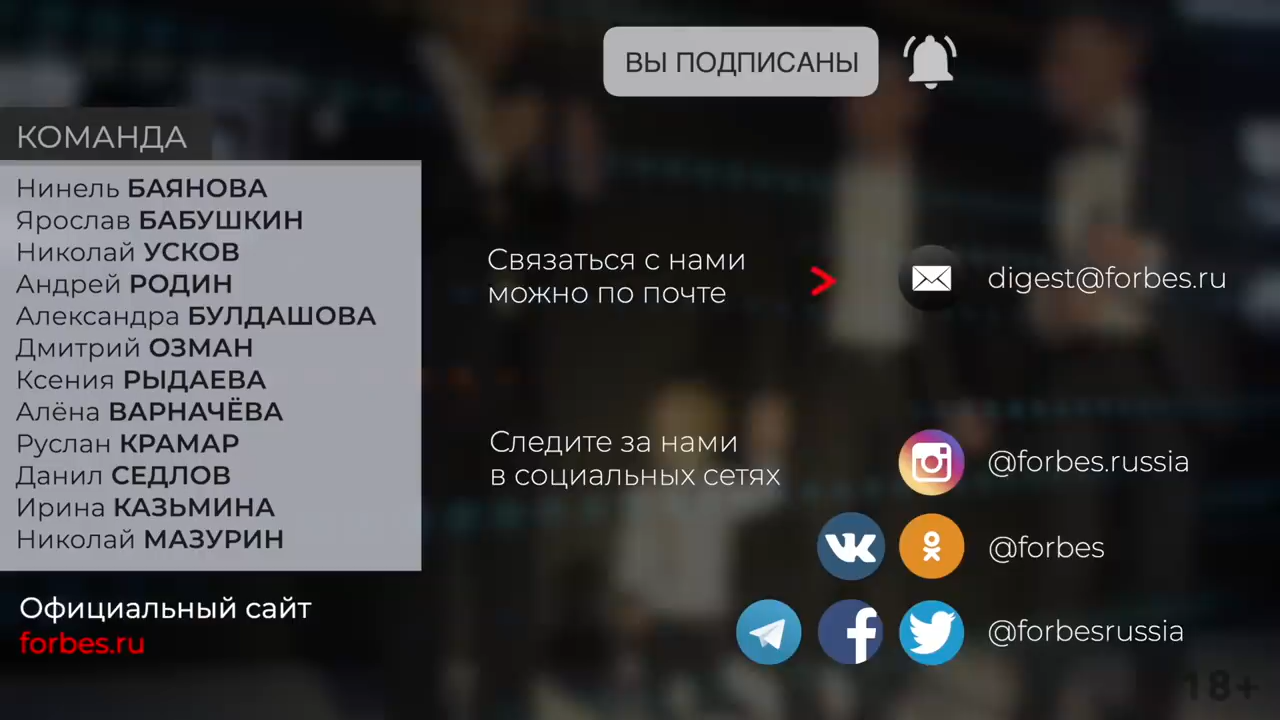 ВЫ ПОДПИСАНЫ
КОМАНДА
Нинель БАЯНОВА
Ярослав БАБУШКИН
Николай УСКОВ
Андрей РОДИН
Александра БУЛДАШОВА
Дмитрий ОЗМАН
Ксения РЫДАЕВА
Алёна ВАРНАЧЁВА
Руслан КРАМАР
Данил СЕДЛОВ
Ирина КАЗЬМИНА
Николай МАЗУРИН
Официальный сайт
forbes.ru
Связаться с нами
можно по почте
digest@forbes.ru
Следите за нами
в социальных сетях
@forbes.russia
@forbes
@forbesrussia
18+